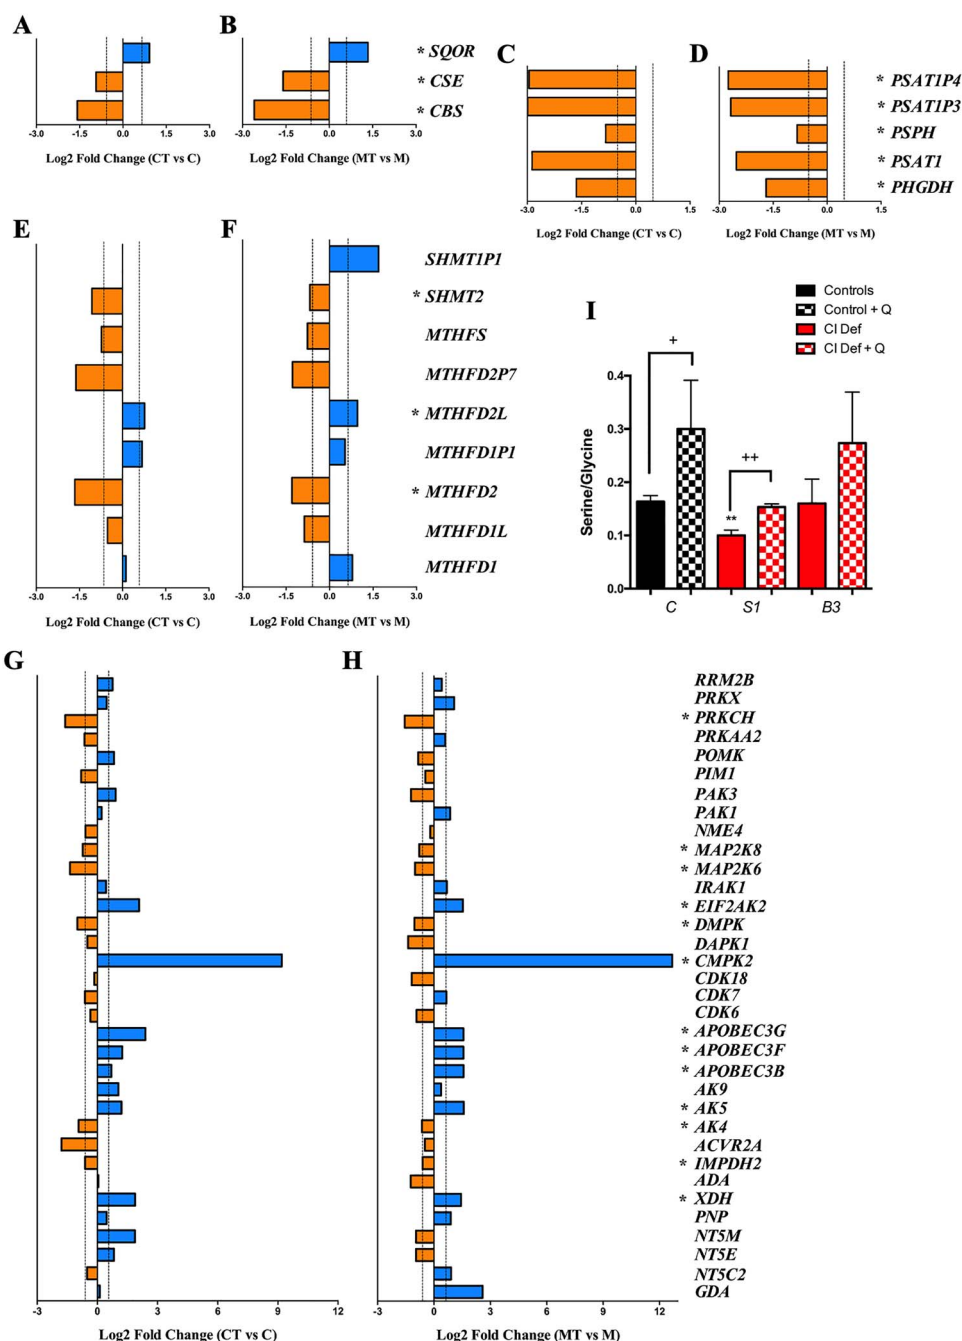 A
B
* SQOR
* CSE
* CBS
-3.0 -1.5 0.0 1.5 3.0
-3.0 -1.5 0.0 1.5 3.0
Log2 Fold Change (CT vs C)
Log2 Fold Change (MT vs M)
C
D
* PSAT1P4
* PSAT1P3
* PSPH
* PSAT1
* PHGDH
-3.0 -1.5 0.0 1.5
-3.0 -1.5 0.0 1.5
Log2 Fold Change (CT vs C)
Log2 Fold Change (MT vs M)
E
F
SHMT1P1
* SHMT2
MTHFS
MTHFD2P7
* MTHFD2L
MTHFD1P1
* MTHFD2
MTHFD1L
MTHFD1
-3.0 -1.5 0.0 1.5 3.0
-3.0 -1.5 0.0 1.5 3.0
Log2 Fold Change (CT vs C)
Log2 Fold Change (MT vs M)
I
Controls
Control + Q
CI Def
CI Def + Q
Serine/Glycine
0.4
0.3
0.2
0.1
0.0
+
++
**
C S1 B3
G
H
RRM2B
PRKX
* PRKCH
PRKAA2
POMK
PIM1
PAK3
PAK1
NME4
* MAP2K8
* MAP2K6
IRAK1
* EIF2AK2
* DMPK
DAPK1
* CMPK2
CDK18
CDK7
CDK6
* APOBEC3G
* APOBEC3F
* APOBEC3B
AK9
* AK5
* AK4
ACVR2A
* IMPDH2
ADA
* XDH
PNP
NT5M
NT5E
NT5C2
GDA
-3 0 3 6 9 12
-3 0 3 6 9 12
Log2 Fold Change (CT vs C)
Log2 Fold Change (MT vs M)